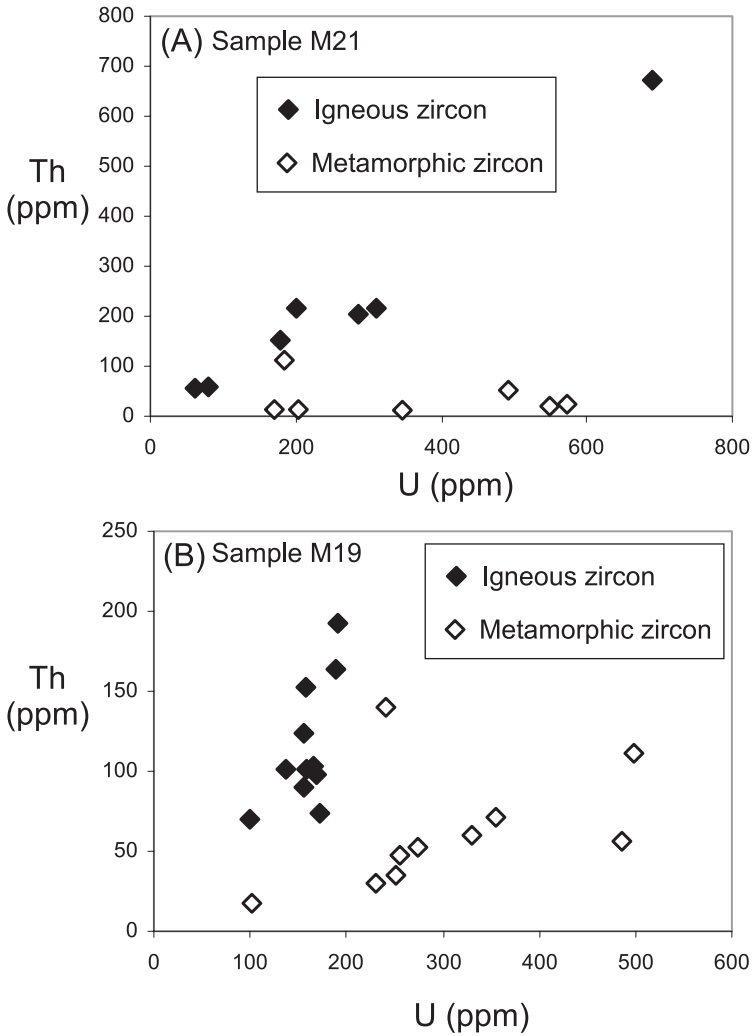 800
(A) Sample M21
700
Igneous zircon
600
Metamorphic zircon
500
Th
(ppm)
400
300
200
100
0
0 200 400 600 800
U (ppm)
250
(B) Sample M19
Igneous zircon
200
Metamorphic zircon
Th
(ppm)
150
100
50
0
0 100 200 300 400 500 600
U (ppm)